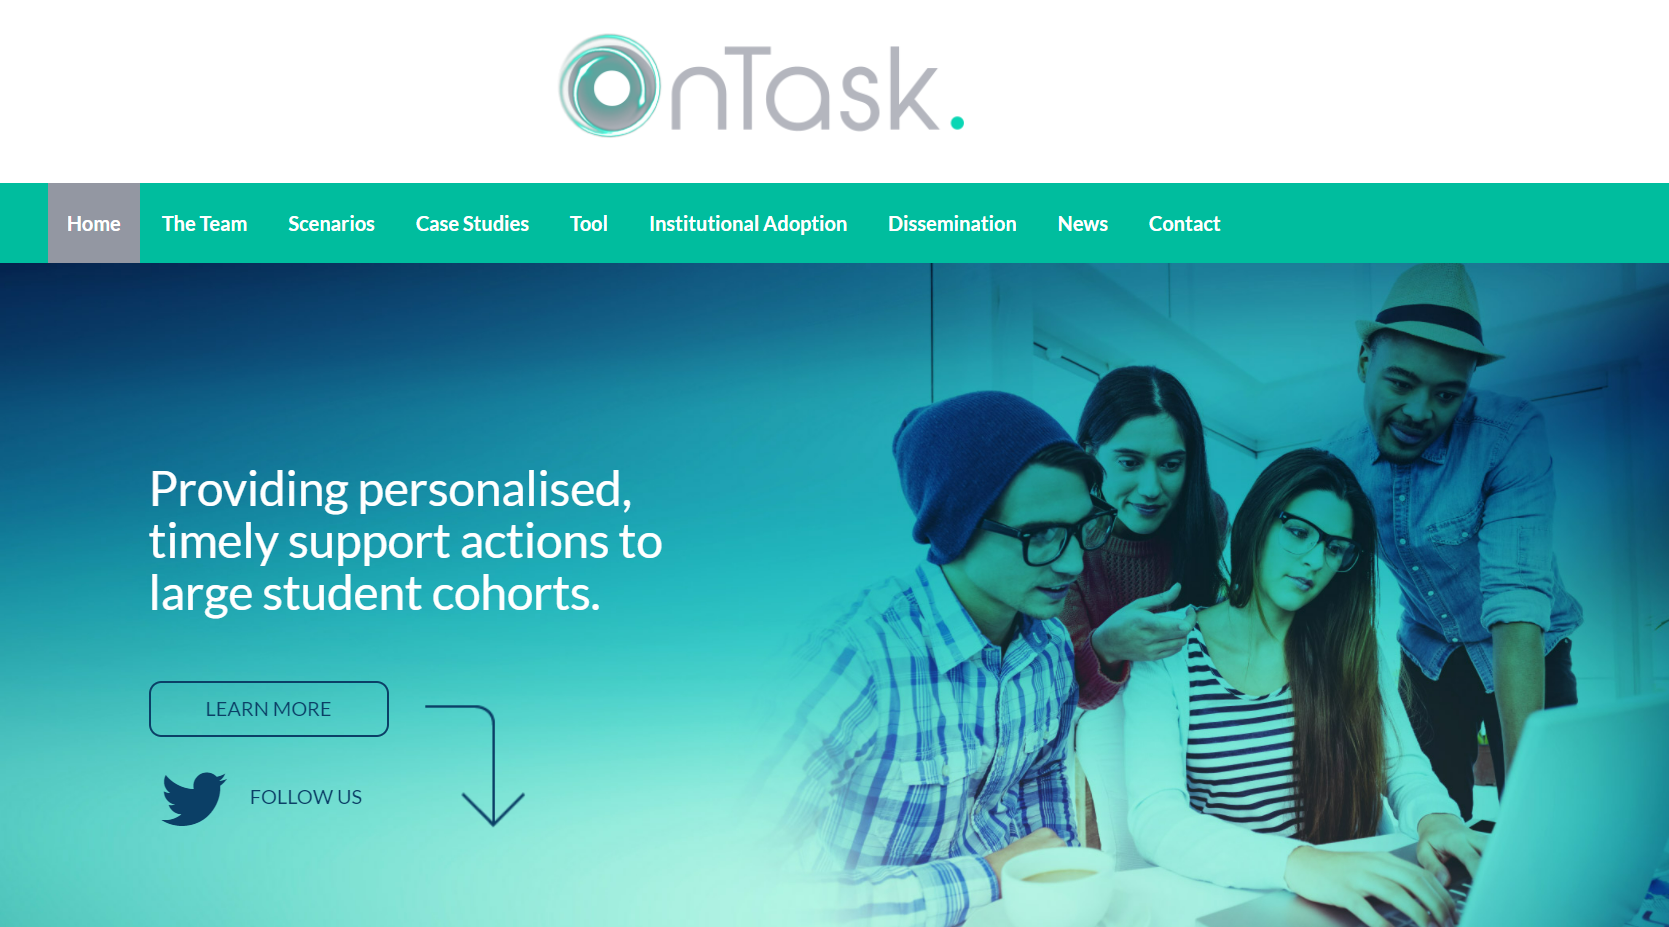 OnTask.
Home The Team Scenarios Case Studies Tool Institutional Adoption Dissemination News Contact
Providing personalised,
timely support actions to
large student cohorts.
LEARN MORE
FOLLOW US